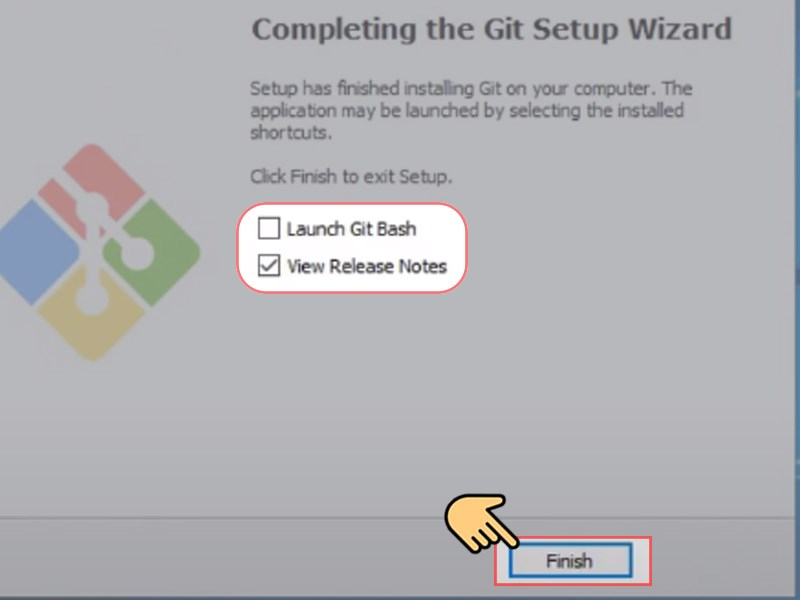 Completing the Git Setup Wizard
Setup has finished installing Git on your computer. The
application may be launched by selecting the installed
shortcuts.
Click Finish to exit Setup.
Launch Git Bash
View Release Notes
Finish